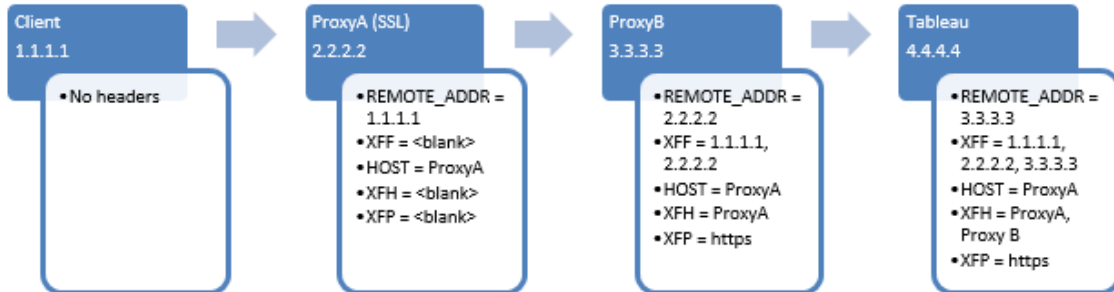 Client
1.1.1.1
•No headers
ProxyA (SSL)
2.2.2.2
•REMOTE_ADDR =
1.1.1.1
•XFF = <blank>
•HOST = ProxyA
•XFH = <blank>
•XFP = <blank>
ProxyB
3.3.3.3
•REMOTE_ADDR =
2.2.2.2
•XFF = 1.1.1.1,
2.2.2.2
•HOST = ProxyA
•XFH = ProxyA
•XFP = https
Tableau
4.4.4.4
•REMOTE_ADDR =
3.3.3.3
•XFF = 1.1.1.1,
2.2.2.2, 3.3.3.3
•HOST = ProxyA
•XFH = ProxyA,
Proxy B
•XFP = https